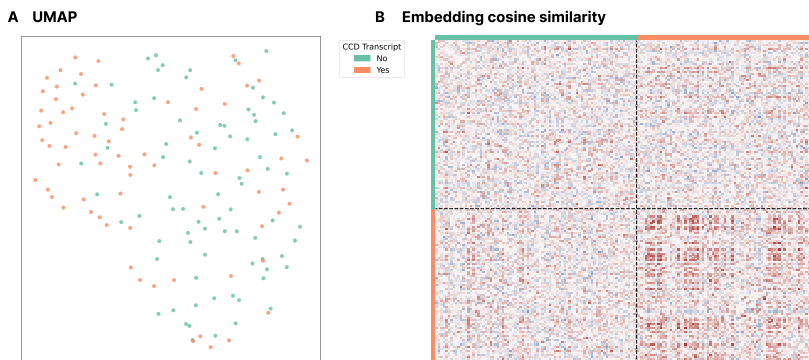 A UMAP
B Embedding cosine similarity
CCD Transcript
No
Yes